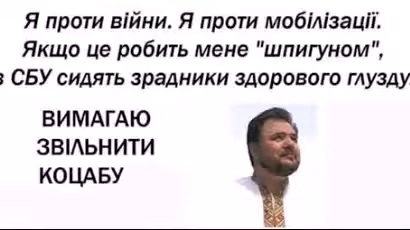 Я проти війни. Я проти мобілізації.
Якщо це робить мене "шпигуном",
в СБУ сидять зрадники здорового глузду
ВИМАГАЮ
ЗВІЛЬНИТИ
КОЦАБУ